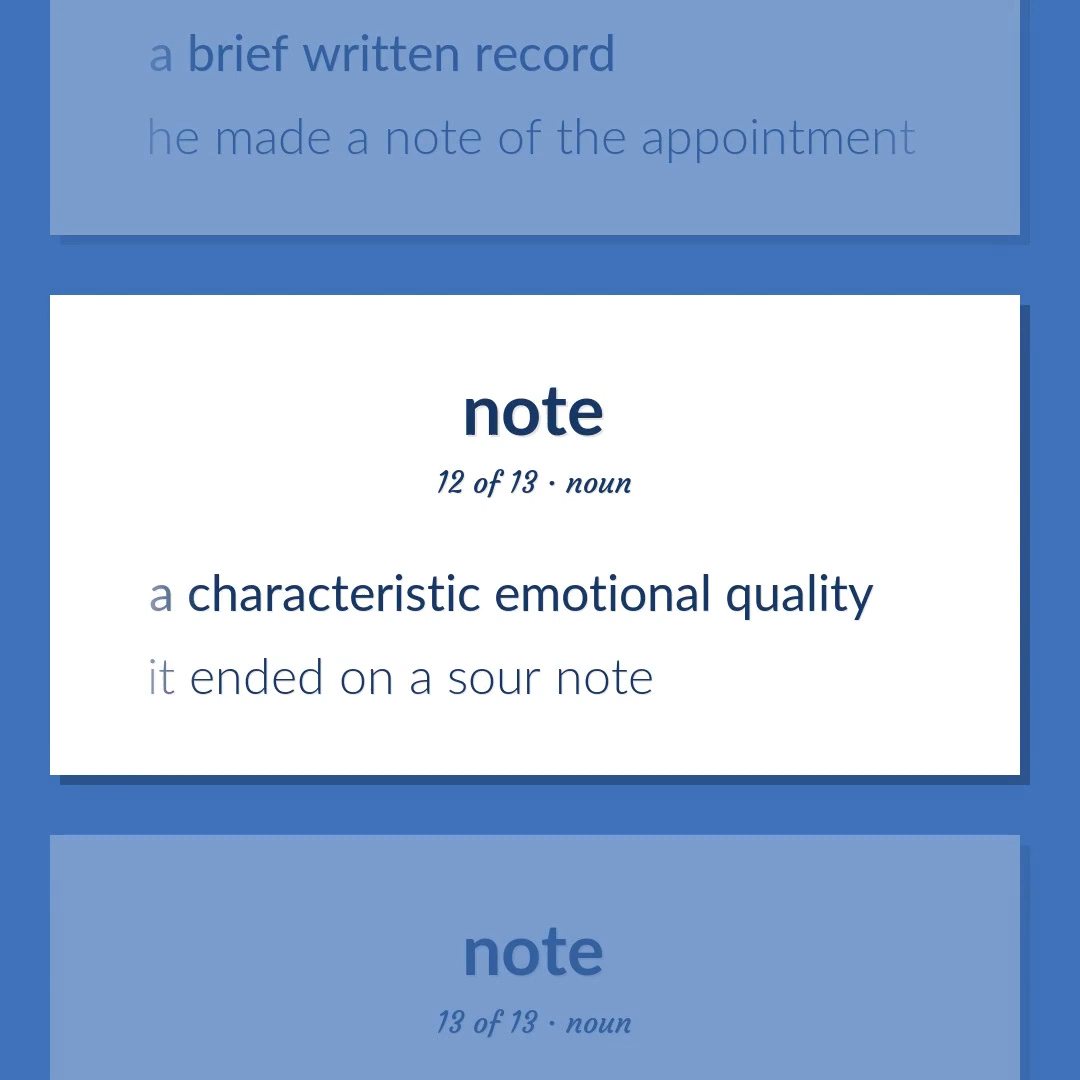 a brief written record
he made a note of the appointment
note
12 of 13 · noun
a characteristic emotional quality
it ended on a sour note
note
13 of 13 · noun